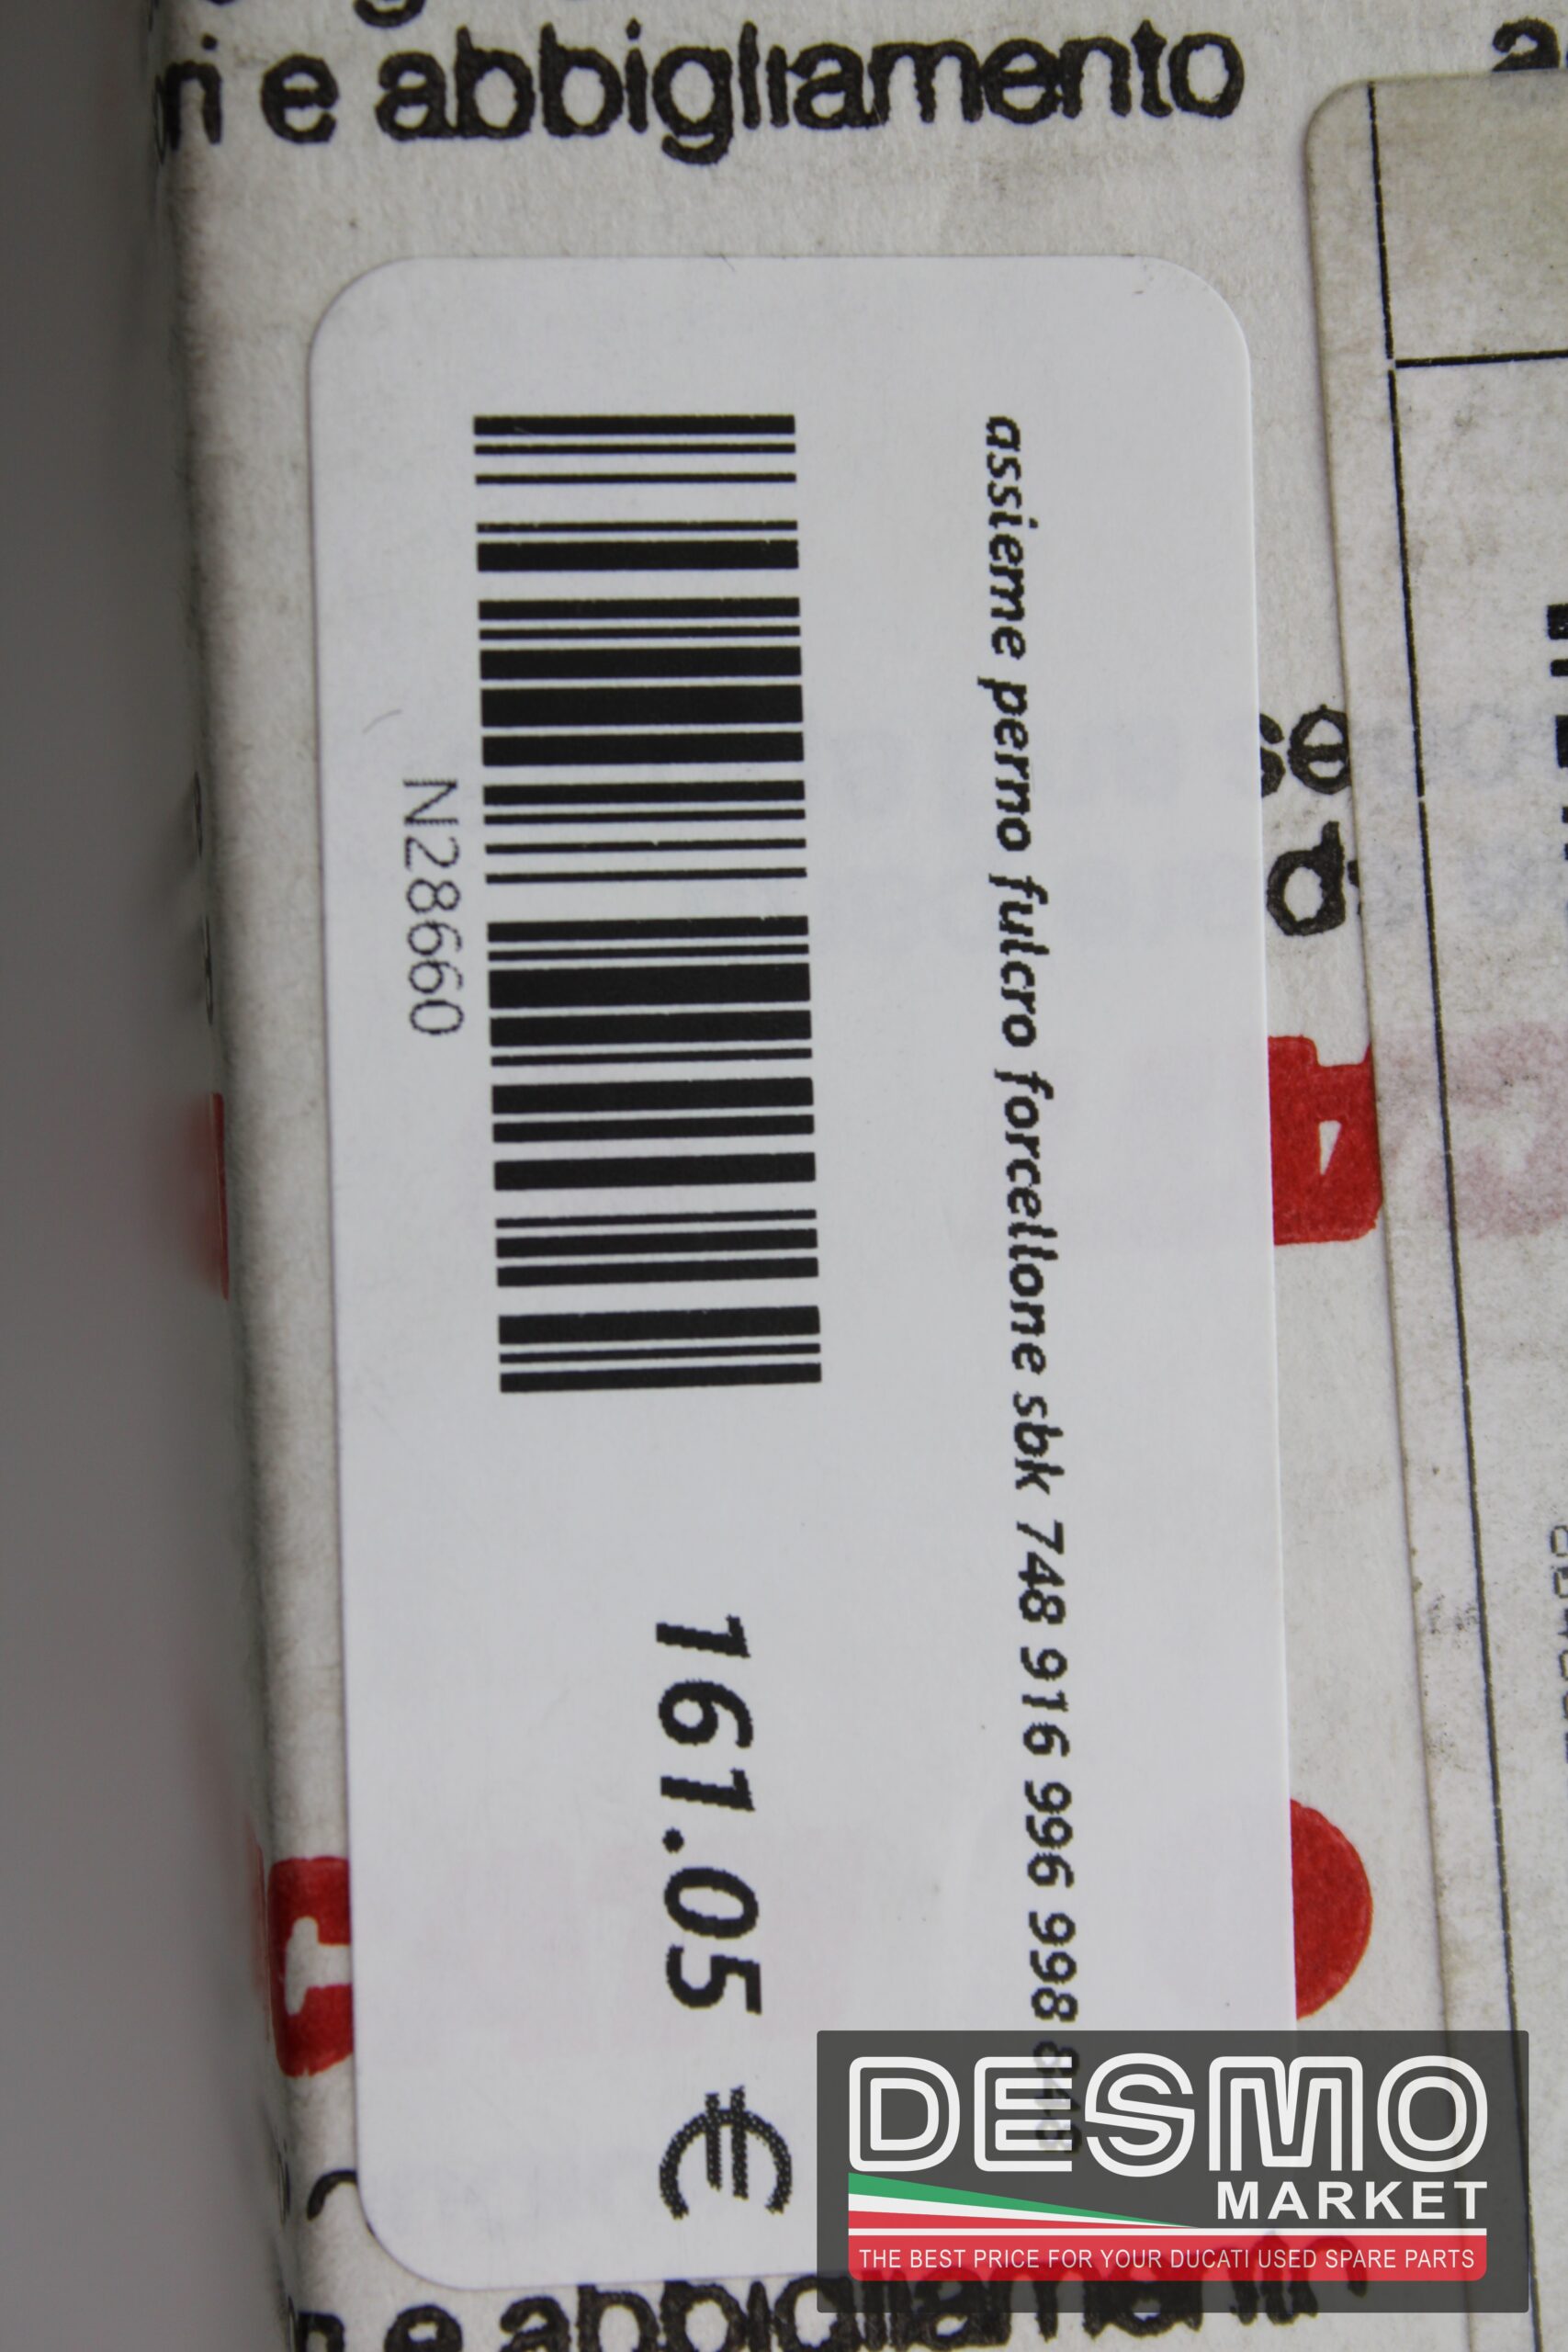 e abbigliamento
assieme perno fulcro forcellone sbk 748 916 996 998
N28660
161.05 €
DESMO
MARKET
THE BEST PRICE FOR YOUR DUCATI USED SPARE PARTS
e abbigliamento